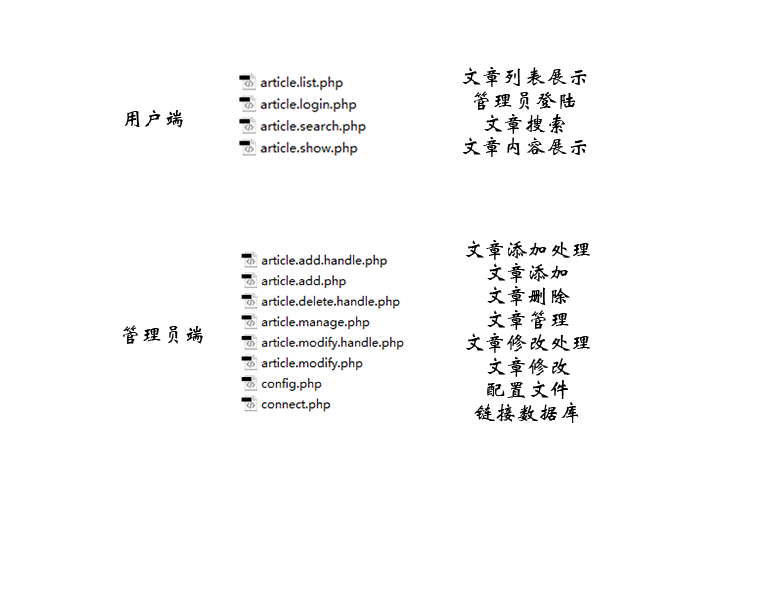 article.list.php 文章列表展示
article.login.php 管理员登陆
用户端
article.search.php 文章搜索
article.show.php 文章内容展示
article.add.handle.php 文章添加处理
article.add.php 文章添加
article.delete.handle.php 文章删除
article.manage.php 文章管理
管理员端
article.modify.handle.php 文章修改处理
article.modify.php 文章修改
config.php 配置文件
connect.php 链接数据库